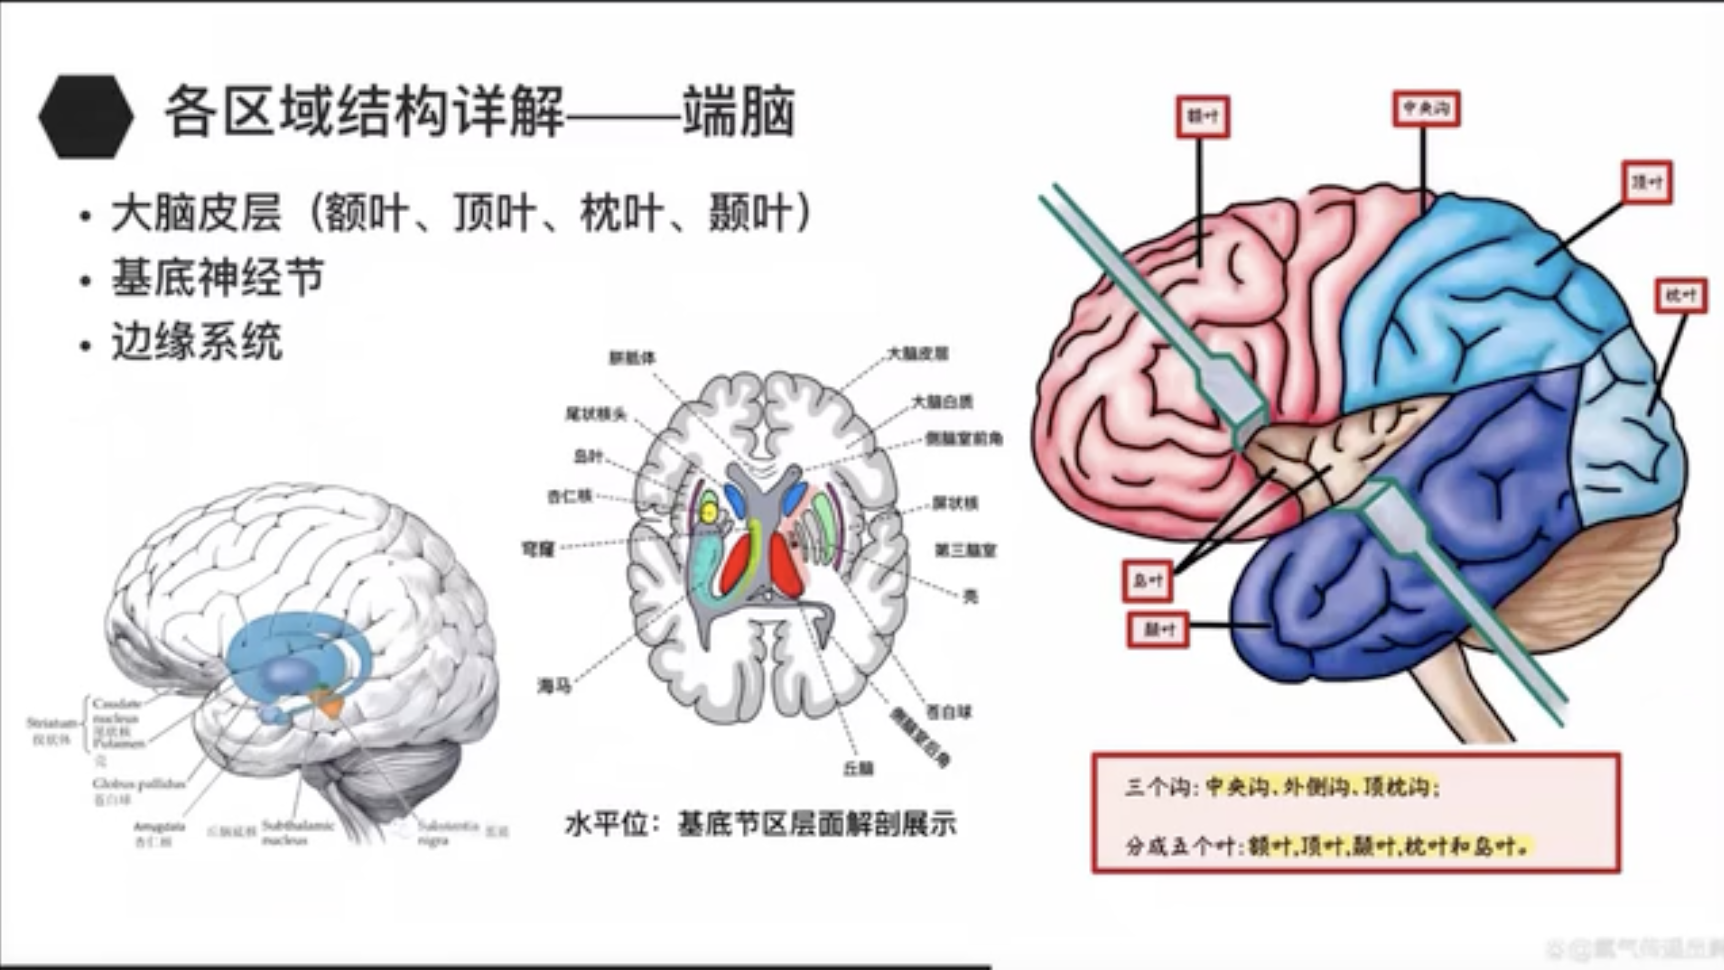 各区域结构详解——端脑
• 大脑皮层（额叶、顶叶、枕叶、颞叶）
• 基底神经节
• 边缘系统
额叶
中央沟
顶叶
枕叶
岛叶
颞叶
胼胝体
尾状核头
岛叶
杏仁核
穹窿
海马
大脑皮层
大脑白质
侧脑室前角
屏状核
第三脑室
壳
苍白球
侧脑室后角
丘脑
水平位：基底节区层面解剖展示
Striatum
纹状体
Caudate
nucleus
尾状核
Putamen
壳
Globus pallidus
苍白球
Amygdala
杏仁核
丘脑底核 Subthalamic
nucleus
Substantia 黑质
nigra
三个沟：中央沟、外侧沟、顶枕沟；
分成五个叶：额叶,顶叶,颞叶,枕叶和岛叶。